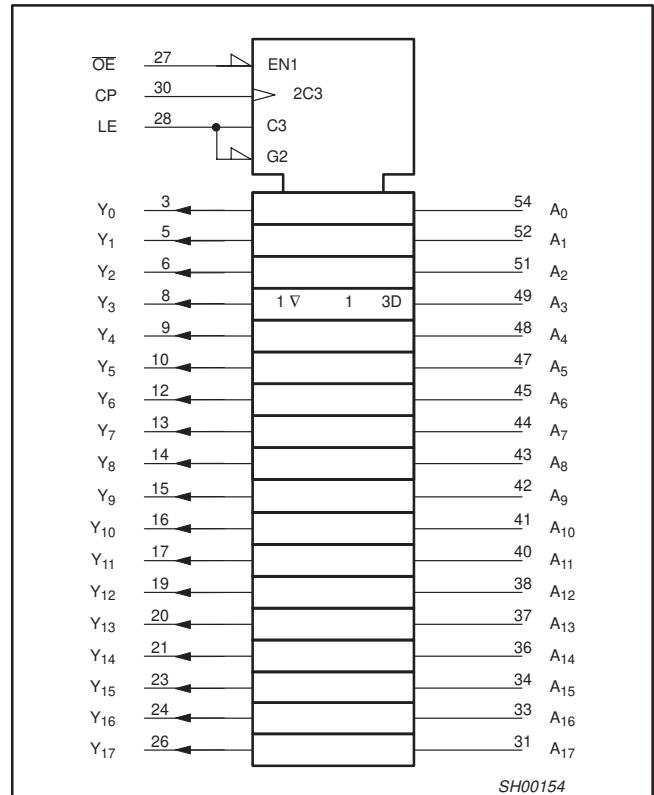 OE 27 EN1
CP 30 2C3
LE 28 C3
G2
Y0 3 54 A0
Y1 5 52 A1
Y2 6 51 A2
Y3 8 1 ∇ 1 3D 49 A3
Y4 9 48 A4
Y5 10 47 A5
Y6 12 45 A6
Y7 13 44 A7
Y8 14 43 A8
Y9 15 42 A9
Y10 16 41 A10
Y11 17 40 A11
Y12 19 38 A12
Y13 20 37 A13
Y14 21 36 A14
Y15 23 34 A15
Y16 24 33 A16
Y17 26 31 A17
SH00154